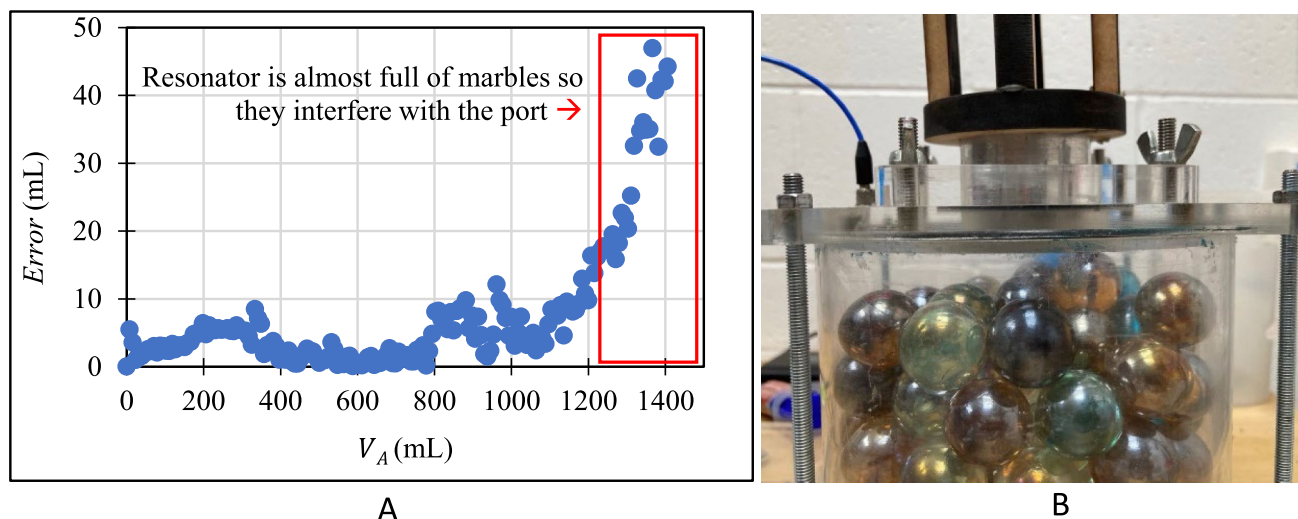 50
40
30
20
10
0
Error (mL)
Resonator is almost full of marbles so
they interfere with the port →
0 200 400 600 800 1000 1200 1400
V_A (mL)
A
B